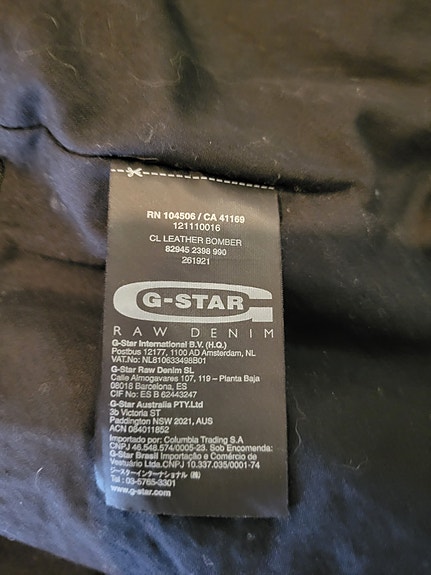 RN 104506 / CA 41169
121110016
CL LEATHER BOMBER
82945 2398 990
261921
G-STAR
RAW DENIM
G-Star International B.V. (H.Q.)
Postbus 12177, 1100 AD Amsterdam, NL
VAT.No: NL810633498B01
G-Star Raw Denim SL
Calle Almogavares 107, 119 – Planta Baja
08018 Barcelona, ES
CIF No: ES B 62443247
G-Star Australia PTY.Ltd
3b Victoria ST
Paddington NSW 2021, AUS
ACN 084011852
Importado por: Columbia Trading S.A
CNPJ 46.548.574/0005-23. Sob Encomenda:
G-Star Brasil Importação e Comércio de
Vestuário Ltda.CNPJ 10.337.035/0001-74
ジースターインターナショナル (株)
Tel : 03-5765-3301
www.g-star.com